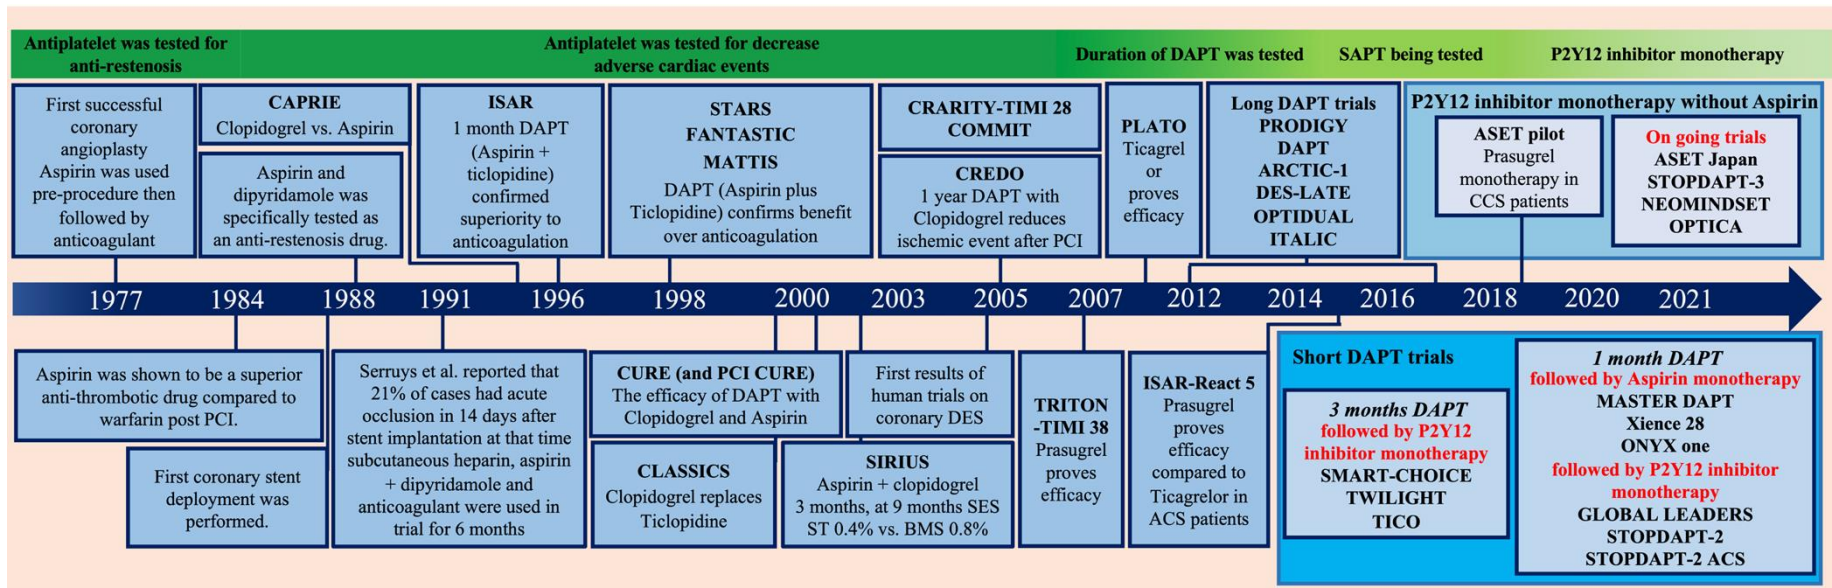 Antiplatelet was tested for
anti-restenosis
Antiplatelet was tested for decrease
adverse cardiac events
Duration of DAPT was tested
SAPT being tested
P2Y12 inhibitor monotherapy
First successful
coronary
angioplasty
Aspirin was used
pre-procedure then
followed by
anticoagulant
CAPRIE
Clopidogrel vs. Aspirin
Aspirin and
dipyridamole was
specifically tested as
an anti-restenosis drug.
ISAR
1 month DAPT
(Aspirin +
ticlopidine)
confirmed
superiority to
anticoagulation
STARS
FANTASTIC
MATTIS
DAPT (Aspirin plus
Ticlopidine) confirms benefit
over anticoagulation
CRARITY-TIMI 28
COMMIT
CREDO
1 year DAPT with
Clopidogrel reduces
ischemic event after PCI
PLATO
Ticagrel
or
proves
efficacy
Long DAPT trials
PRODIGY
DAPT
ARCTIC-1
DES-LATE
OPTIDUAL
ITALIC
P2Y12 inhibitor monotherapy without Aspirin
ASET pilot
Prasugrel
monotherapy in
CCS patients
On going trials
ASET Japan
STOPDAPT-3
NEOMINDSET
OPTICA
1977 1984 1988 1991 1996 1998 2000 2003 2005 2007 2012 2014 2016 2018 2020 2021
Aspirin was shown to be a superior
anti-thrombotic drug compared to
warfarin post PCI.
First coronary stent
deployment was
performed.
Serruys et al. reported that
21% of cases had acute
occlusion in 14 days after
stent implantation at that time
subcutaneous heparin, aspirin
+ dipyridamole and
anticoagulant were used in
trial for 6 months
CURE (and PCI CURE)
The efficacy of DAPT with
Clopidogrel and Aspirin
CLASSICS
Clopidogrel replaces
Ticlopidine
First results of
human trials on
coronary DES
SIRIUS
Aspirin + clopidogrel
3 months, at 9 months SES
ST 0.4% vs. BMS 0.8%
TRITON
-TIMI 38
Prasugrel
proves
efficacy
ISAR-React 5
Prasugrel
proves
efficacy
compared to
Ticagrelor in
ACS patients
Short DAPT trials
3 months DAPT
followed by P2Y12
inhibitor monotherapy
SMART-CHOICE
TWILIGHT
TICO
1 month DAPT
followed by Aspirin monotherapy
MASTER DAPT
Xience 28
ONYX one
followed by P2Y12 inhibitor
monotherapy
GLOBAL LEADERS
STOPDAPT-2
STOPDAPT-2 ACS